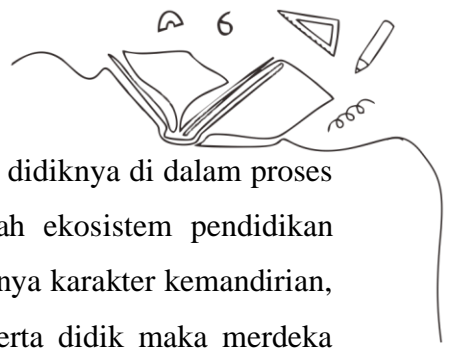 6
didiknya di dalam proses
ah ekosistem pendidikan
nya karakter kemandirian,
erta didik maka merdeka